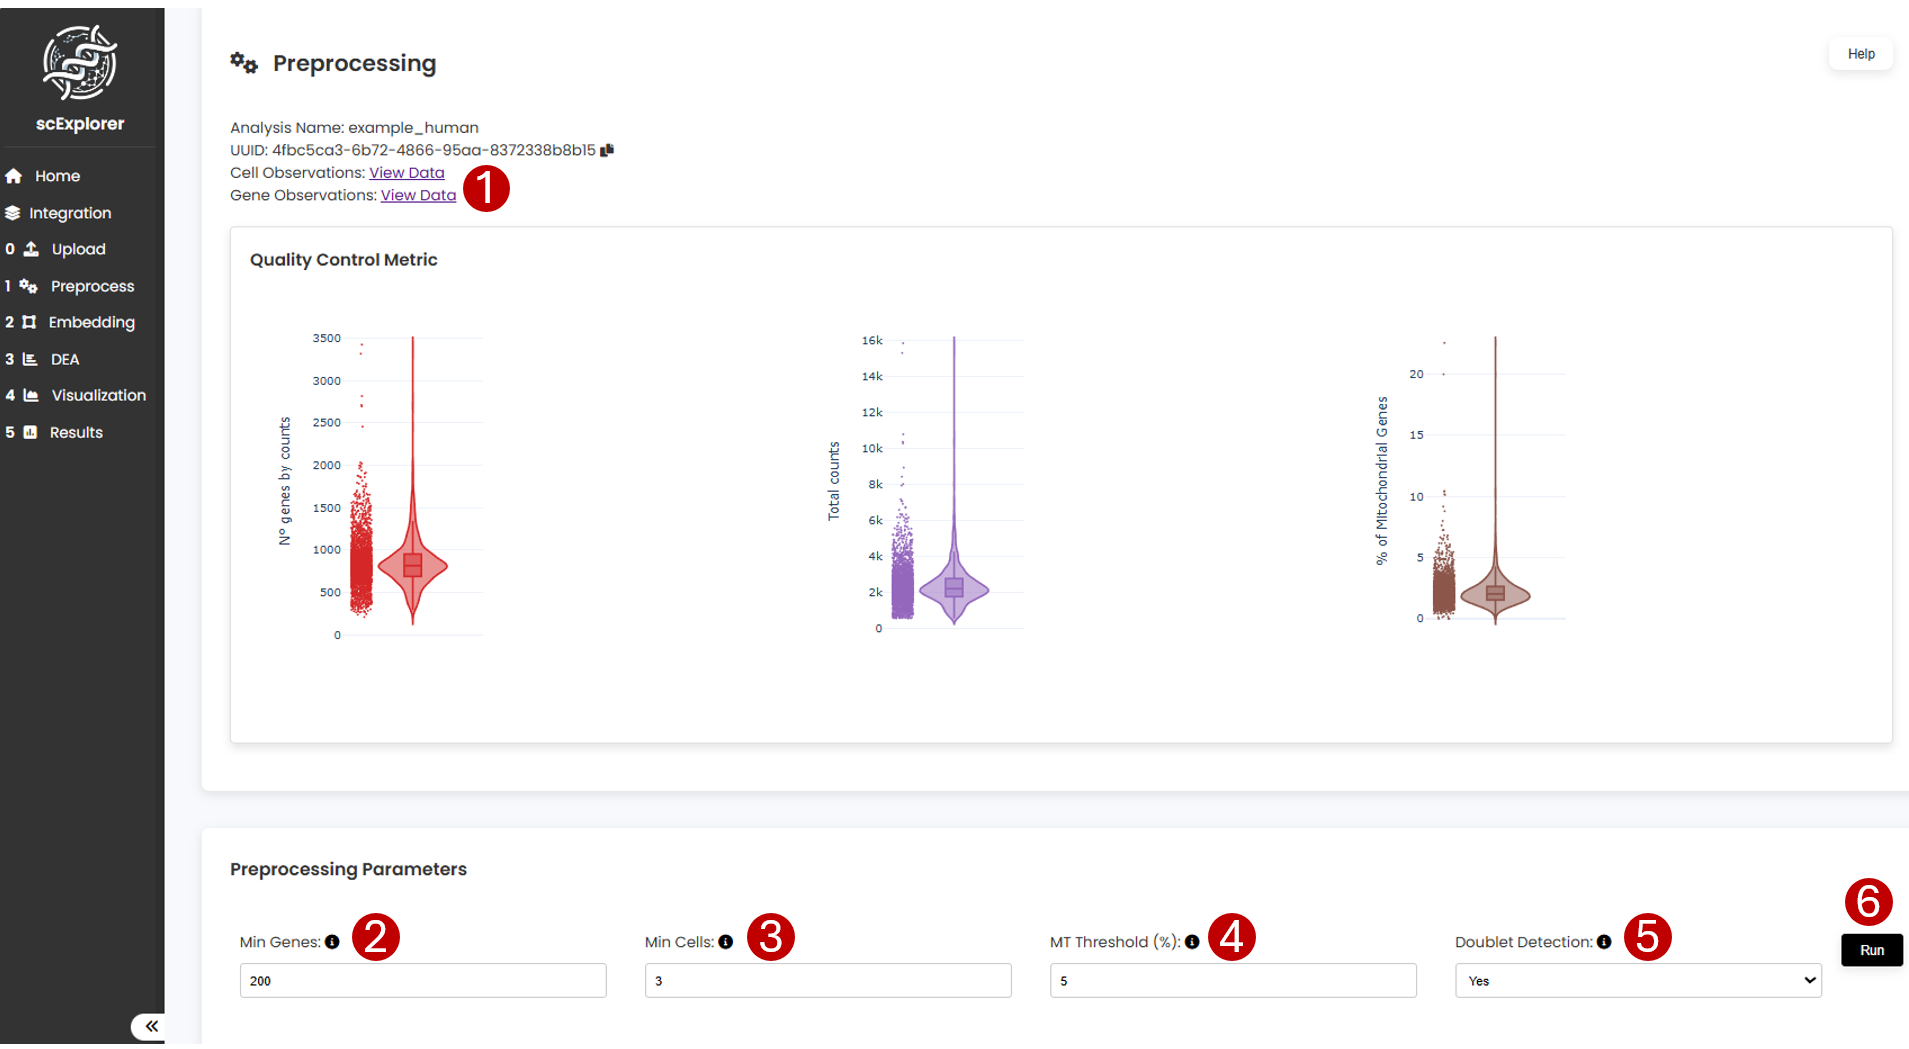 scExplorer
Home
Integration
0 Upload
1 Preprocess
2 Embedding
3 DEA
4 Visualization
5 Results
Preprocessing
Help
Analysis Name: example_human
UUID: 4fbc5ca3-6b72-4866-95aa-8372338b8b15
Cell Observations: View Data
Gene Observations: View Data
1
Quality Control Metric
N° genes by counts
3500
3000
2500
2000
1500
1000
500
0
Total counts
16k
14k
12k
10k
8k
6k
4k
2k
0
% of Mitochondrial Genes
20
15
10
5
0
Preprocessing Parameters
Min Genes: 2
200
Min Cells: 3
3
MT Threshold (%): 4
5
Doublet Detection: 5
Yes
6
Run